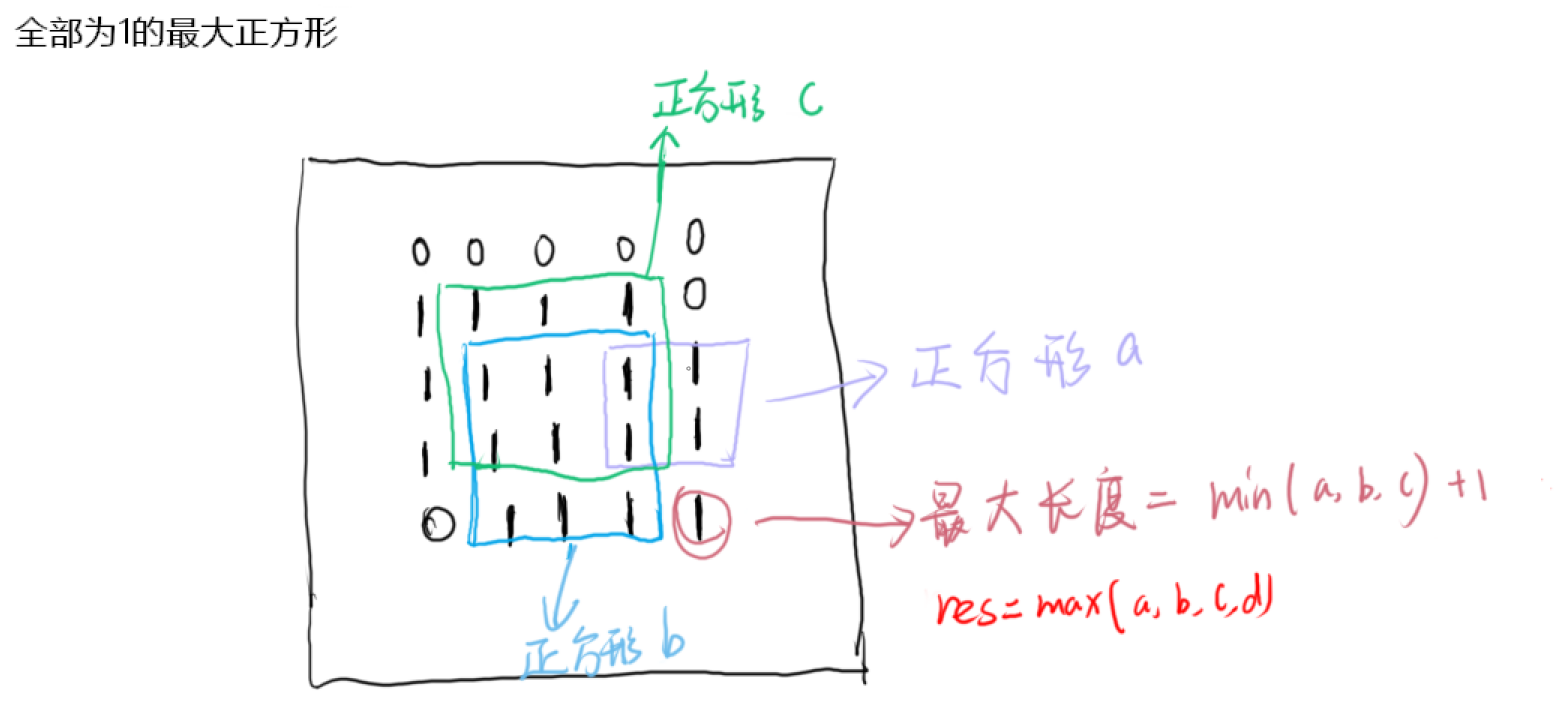 全部为1的最大正方形
正方形 c
0 0 0 0 0
1 1 1 1 0
1 1 1 1 1
1 1 1 1 1
0 1 1 1 1
正方形 a
最大长度= min(a,b,c)+1
res=max(a,b,c,d)
正方形 b